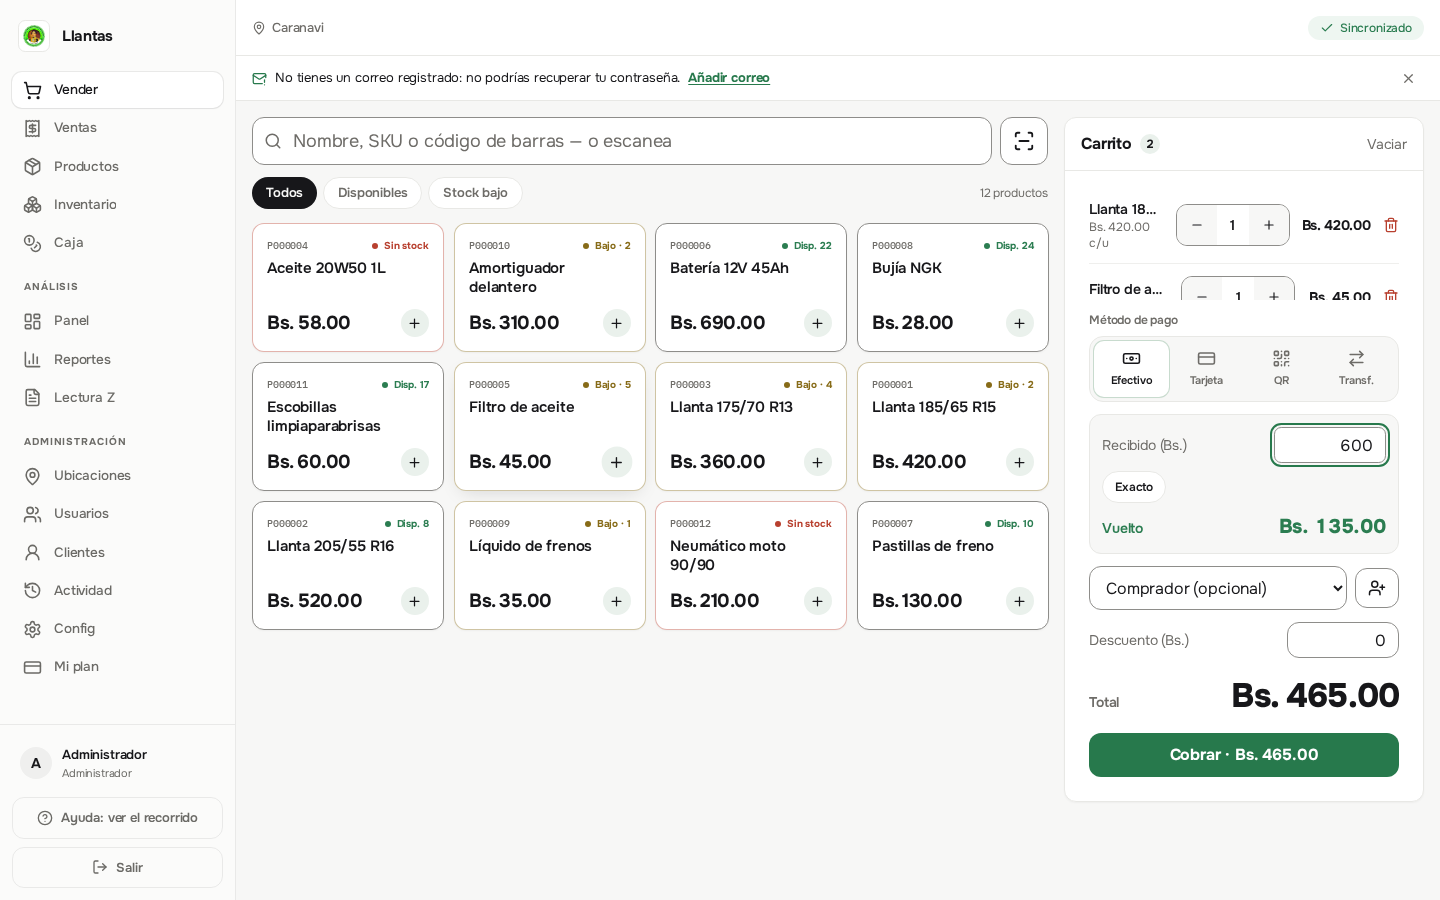 Llantas
Vender
Ventas
Productos
Inventario
Caja
ANÁLISIS
Panel
Reportes
Lectura Z
ADMINISTRACIÓN
Ubicaciones
Usuarios
Clientes
Actividad
Config
Mi plan
A
Administrador
Administrador
Ayuda: ver el recorrido
Salir
Caranavi
Sincronizado
No tienes un correo registrado: no podrías recuperar tu contraseña. Añadir correo
Nombre, SKU o código de barras — o escanea
Todos Disponibles Stock bajo 12 productos
P000004 Sin stock
Aceite 20W50 1L
Bs. 58.00
P000010 Bajo · 2
Amortiguador
delantero
Bs. 310.00
P000006 Disp. 22
Batería 12V 45Ah
Bs. 690.00
P000008 Disp. 24
Bujía NGK
Bs. 28.00
P000011 Disp. 17
Escobillas
limpiaparabrisas
Bs. 60.00
P000005 Bajo · 5
Filtro de aceite
Bs. 45.00
P000003 Bajo · 4
Llanta 175/70 R13
Bs. 360.00
P000001 Bajo · 2
Llanta 185/65 R15
Bs. 420.00
P000002 Disp. 8
Llanta 205/55 R16
Bs. 520.00
P000009 Bajo · 1
Líquido de frenos
Bs. 35.00
P000012 Sin stock
Neumático moto
90/90
Bs. 210.00
P000007 Disp. 10
Pastillas de freno
Bs. 130.00
Carrito 2 Vaciar
Llanta 18...
Bs. 420.00
c/u
− 1 + Bs. 420.00
Filtro de a... − 1 + Bs. 45.00
Método de pago
Efectivo Tarjeta QR Transf.
Recibido (Bs.) 600
Exacto
Vuelto Bs. 135.00
Comprador (opcional)
Descuento (Bs.) 0
Total Bs. 465.00
Cobrar · Bs. 465.00